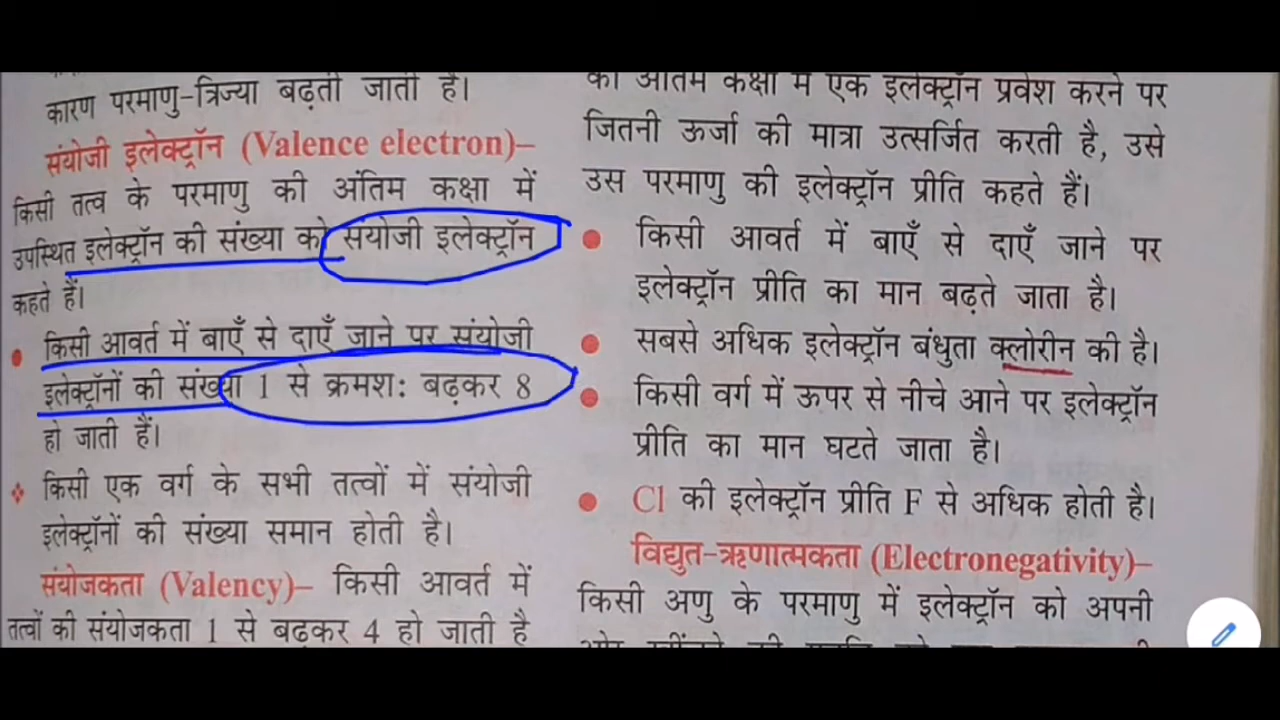 कारण परमाणु-त्रिज्या बढ़ती जाती है।
संयोजी इलेक्ट्रॉन (Valence electron)–
किसी तत्व के परमाणु की अंतिम कक्षा में
उपस्थित इलेक्ट्रॉन की संख्या को संयोजी इलेक्ट्रॉन
कहते हैं।
● किसी आवर्त में बाएँ से दाएँ जाने पर संयोजी
इलेक्ट्रॉनों की संख्या 1 से क्रमश: बढ़कर 8
हो जाती हैं।
❖ किसी एक वर्ग के सभी तत्वों में संयोजी
इलेक्ट्रॉनों की संख्या समान होती है।
संयोजकता (Valency)– किसी आवर्त में
तत्वों की संयोजकता 1 से बढ़कर 4 हो जाती है
की अंतिम कक्षा में एक इलेक्ट्रॉन प्रवेश करने पर
जितनी ऊर्जा की मात्रा उत्सर्जित करती है, उसे
उस परमाणु की इलेक्ट्रॉन प्रीति कहते हैं।
● किसी आवर्त में बाएँ से दाएँ जाने पर
इलेक्ट्रॉन प्रीति का मान बढ़ते जाता है।
● सबसे अधिक इलेक्ट्रॉन बंधुता क्लोरीन की है।
● किसी वर्ग में ऊपर से नीचे आने पर इलेक्ट्रॉन
प्रीति का मान घटते जाता है।
● Cl की इलेक्ट्रॉन प्रीति F से अधिक होती है।
विद्युत-ऋणात्मकता (Electronegativity)–
किसी अणु के परमाणु में इलेक्ट्रॉन को अपनी